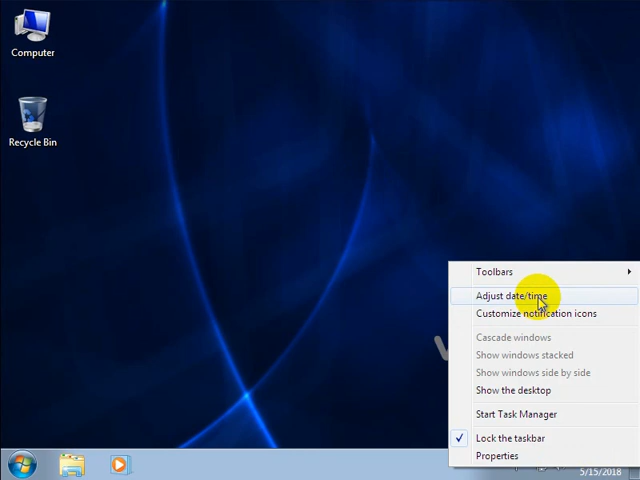 Computer
Recycle Bin
Toolbars
Adjust date/time
Customize notification icons
Cascade windows
Show windows stacked
Show windows side by side
Show the desktop
Start Task Manager
Lock the taskbar
Properties
5/15/2018